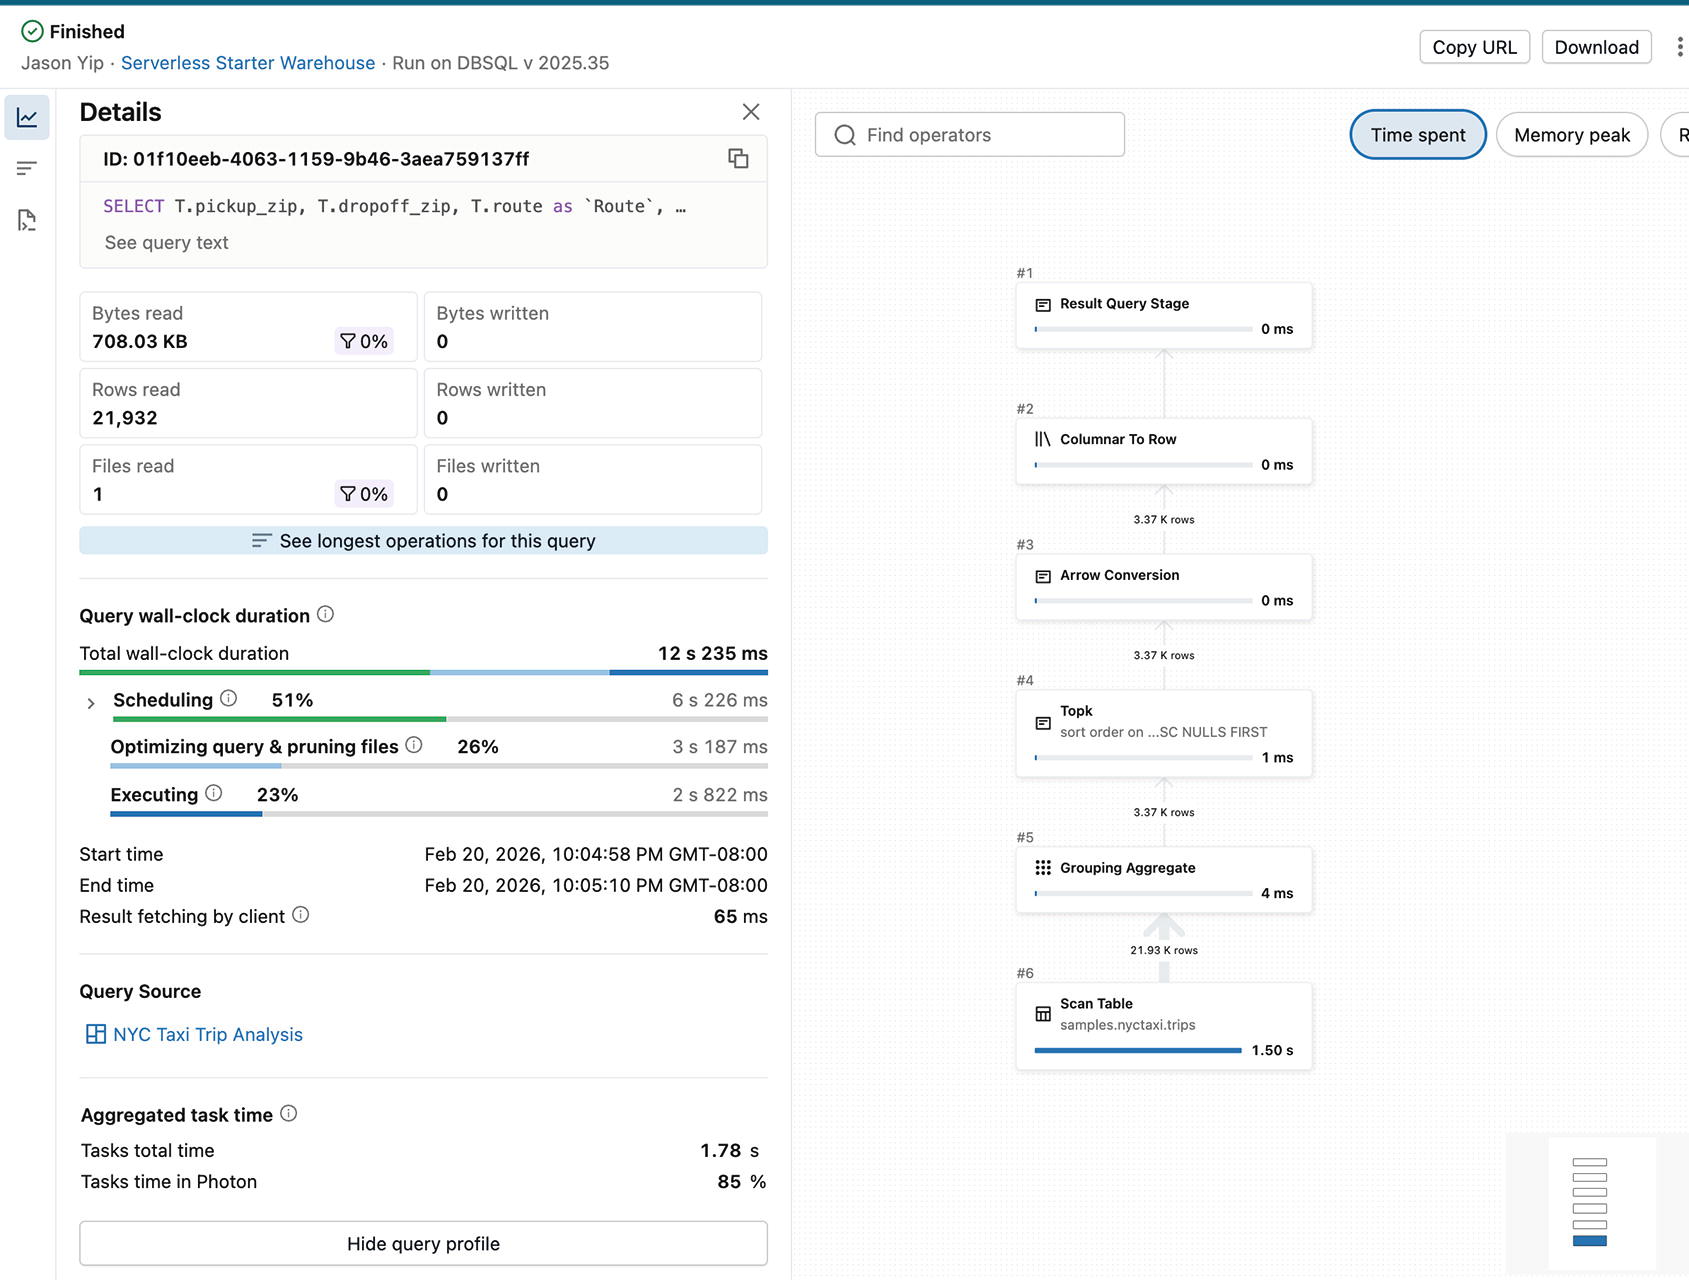 Finished
Jason Yip · Serverless Starter Warehouse · Run on DBSQL v 2025.35
Copy URL
Download
Details
ID: 01f10eeb-4063-1159-9b46-3aea759137ff
SELECT T.pickup_zip, T.dropoff_zip, T.route as `Route`, …
See query text
Bytes read
708.03 KB
0%
Bytes written
0
Rows read
21,932
Rows written
0
Files read
1
0%
Files written
0
See longest operations for this query
Query wall-clock duration
Total wall-clock duration 12 s 235 ms
Scheduling 51% 6 s 226 ms
Optimizing query & pruning files 26% 3 s 187 ms
Executing 23% 2 s 822 ms
Start time Feb 20, 2026, 10:04:58 PM GMT-08:00
End time Feb 20, 2026, 10:05:10 PM GMT-08:00
Result fetching by client 65 ms
Query Source
NYC Taxi Trip Analysis
Aggregated task time
Tasks total time 1.78 s
Tasks time in Photon 85 %
Hide query profile
Find operators
Time spent
Memory peak
R
#1
Result Query Stage
0 ms
#2
Columnar To Row
0 ms
3.37 K rows
#3
Arrow Conversion
0 ms
3.37 K rows
#4
Topk
sort order on ...SC NULLS FIRST
1 ms
3.37 K rows
#5
Grouping Aggregate
4 ms
21.93 K rows
#6
Scan Table
samples.nyctaxi.trips
1.50 s